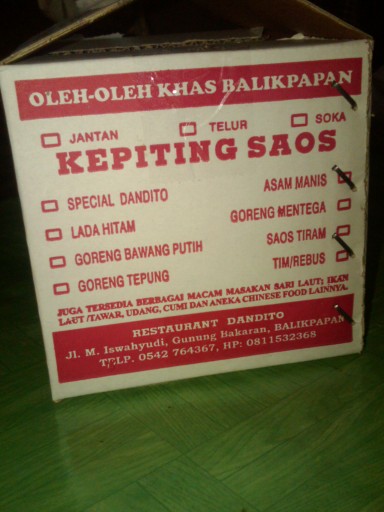 OLEH-OLEH KHAS BALIKPAPAN
JANTAN TELUR SOKA
KEPITING SAOS
SPECIAL DANDITO
LADA HITAM
GORENG BAWANG PUTIH
GORENG TEPUNG
ASAM MANIS
GORENG MENTEGA
SAOS TIRAM
TIM/REBUS
JUGA TERSEDIA BERBAGAI MACAM MASAKAN SARI LAUT; IKAN
LAUT /TAWAR, UDANG, CUMI DAN ANEKA CHINESE FOOD LAINNYA.
RESTAURANT DANDITO
Jl. M. Iswahyudi, Gunung Bakaran, BALIKPAPAN
TELP. 0542 764367, HP: 0811532368